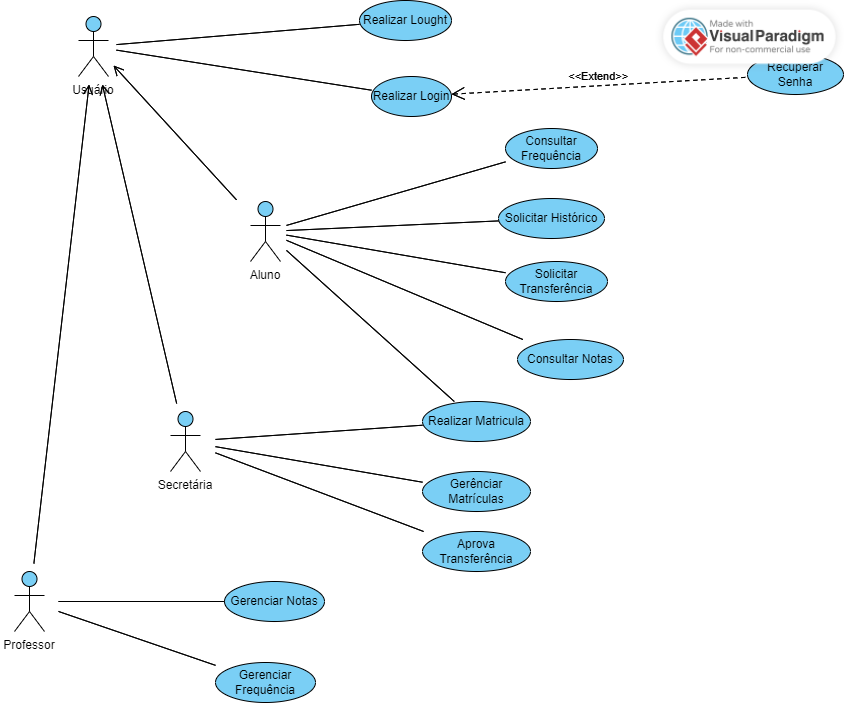 Realizar Lought
Made with
Visual Paradigm
For non-commercial use
Usuário
Realizar Login
<<Extend>>
Recuperar
Senha
Consultar
Frequência
Solicitar Histórico
Aluno
Solicitar
Transferência
Consultar Notas
Realizar Matricula
Secretária
Gerênciar
Matrículas
Aprova
Transferência
Gerenciar Notas
Professor
Gerenciar
Frequência